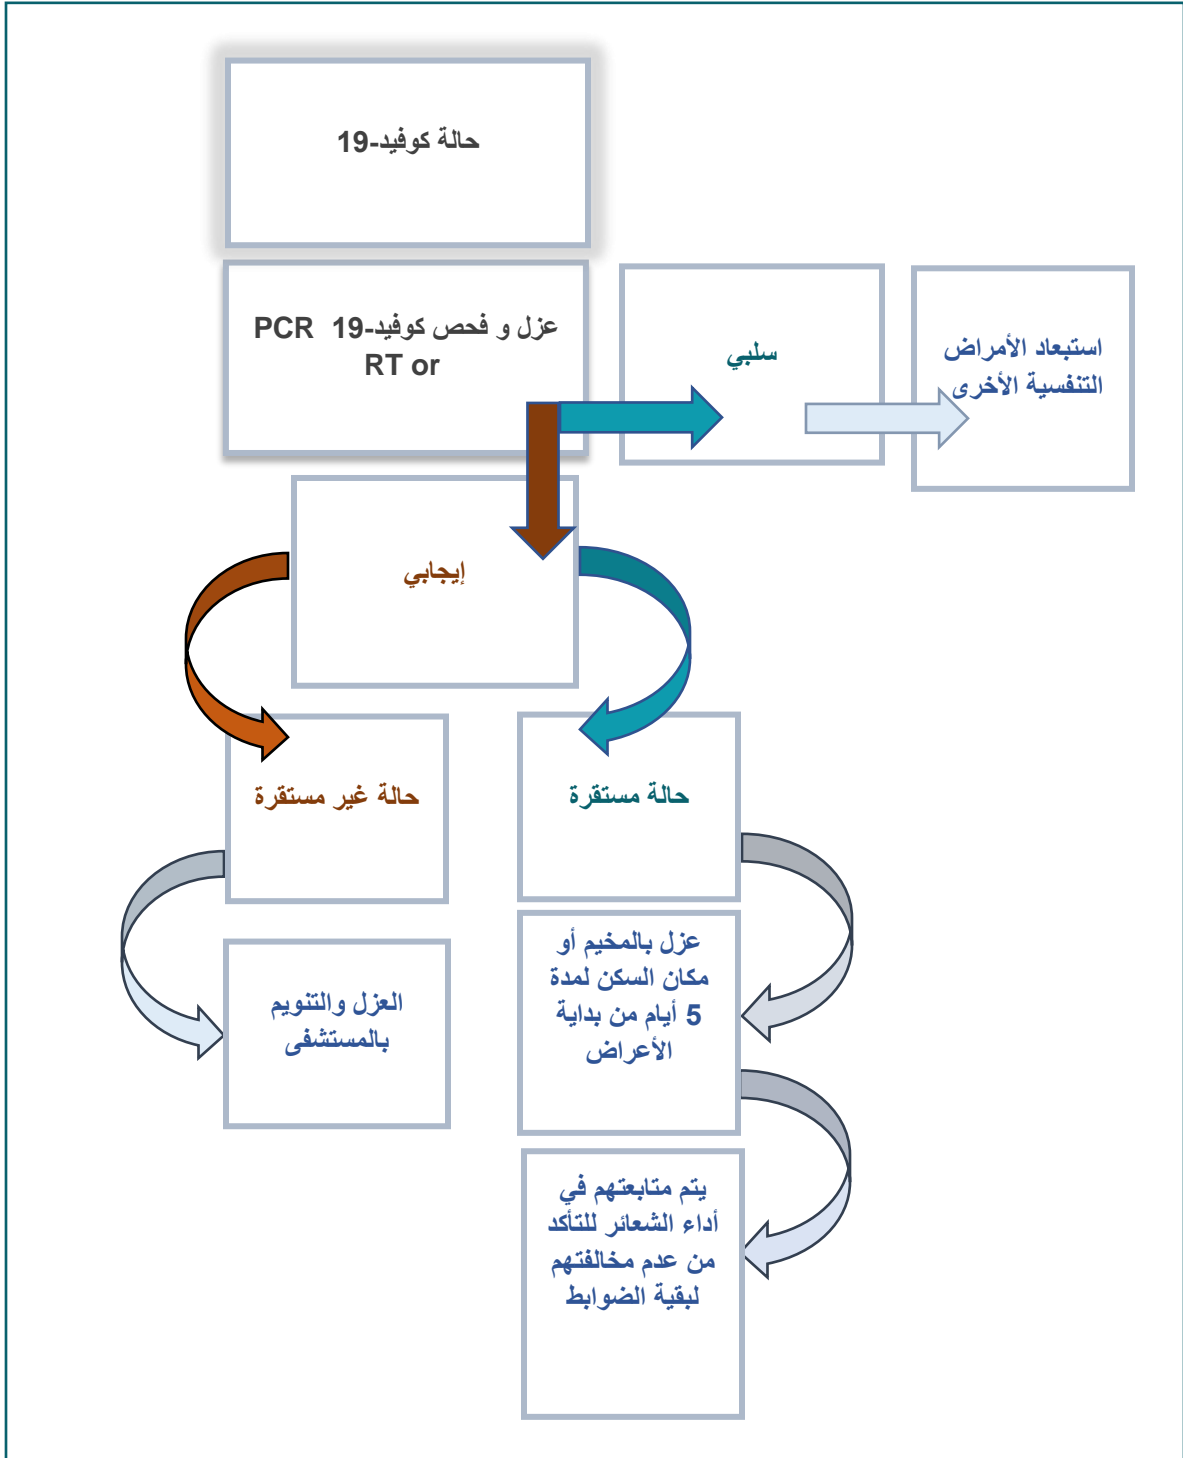 حالة كوفيد-19
عزل و فحص كوفيد-19 PCR
RT or
سلبي
استبعاد الأمراض
التنفسية الأخرى
إيجابي
حالة مستقرة
حالة غير مستقرة
عزل بالمخيم أو
مكان السكن لمدة
5 أيام من بداية
الأعراض
العزل والتنويم
بالمستشفى
يتم متابعتهم في
أداء الشعائر للتأكد
من عدم مخالفتهم
لبقية الضوابط